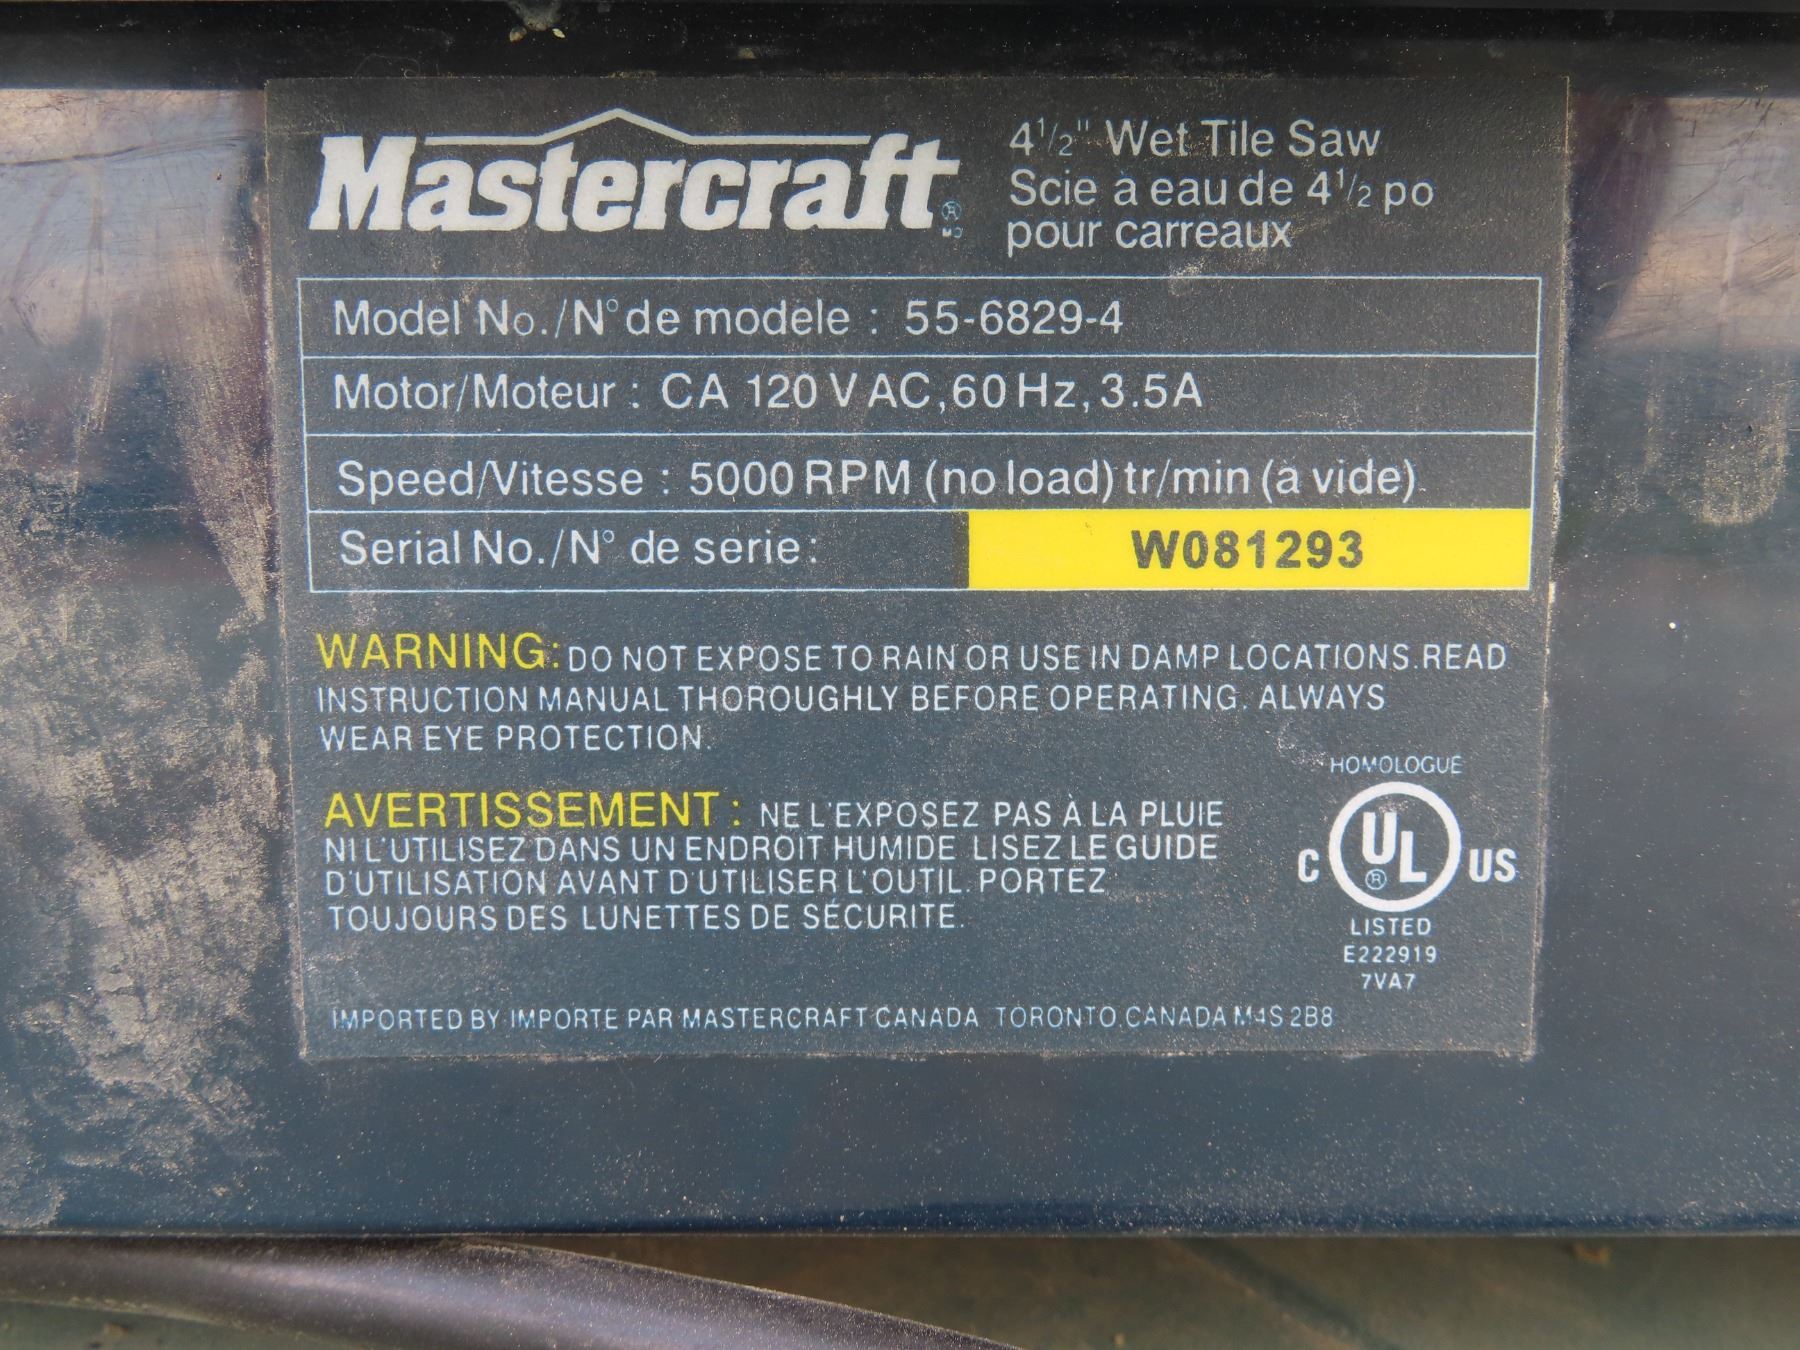 Mastercraft ® MD
4 1/2" Wet Tile Saw
Scie à eau de 4 1/2 po
pour carreaux
Model No./N° de modèle : 55-6829-4
Motor/Moteur : CA 120 V AC, 60 Hz, 3.5A
Speed/Vitesse : 5000 RPM (no load) tr/min (à vide)
Serial No./N° de serie: W081293
WARNING: DO NOT EXPOSE TO RAIN OR USE IN DAMP LOCATIONS. READ
INSTRUCTION MANUAL THOROUGHLY BEFORE OPERATING. ALWAYS
WEAR EYE PROTECTION.
AVERTISSEMENT : NE L'EXPOSEZ PAS À LA PLUIE
NI L'UTILISEZ DANS UN ENDROIT HUMIDE LISEZ LE GUIDE
D'UTILISATION AVANT D'UTILISER L'OUTIL. PORTEZ
TOUJOURS DES LUNETTES DE SÉCURITE.
HOMOLOGUE
C UL ® US
LISTED
E222919
7VA7
IMPORTED BY IMPORTE PAR MASTERCRAFT CANADA TORONTO, CANADA M4S 2B8